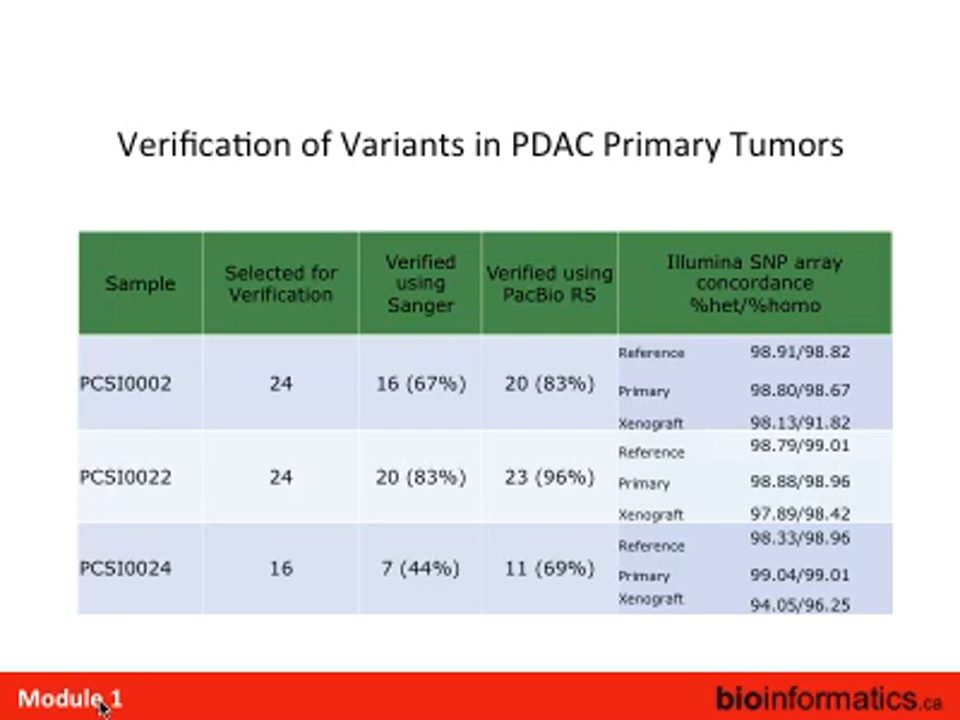 Verification of Variants in PDAC Primary Tumors
Sample
Selected for
Verification
Verified
using
Sanger
Verified using
PacBio RS
Illumina SNP array
concordance
%het/%homo
PCSI0002
24
16 (67%)
20 (83%)
Reference 98.91/98.82
Primary 98.80/98.67
Xenograft 98.13/91.82
PCSI0022
24
20 (83%)
23 (96%)
Reference 98.79/99.01
Primary 98.88/98.96
Xenograft 97.89/98.42
PCSI0024
16
7 (44%)
11 (69%)
Reference 98.33/98.96
Primary 99.04/99.01
Xenograft 94.05/96.25
Module 1
bioinformatics.ca